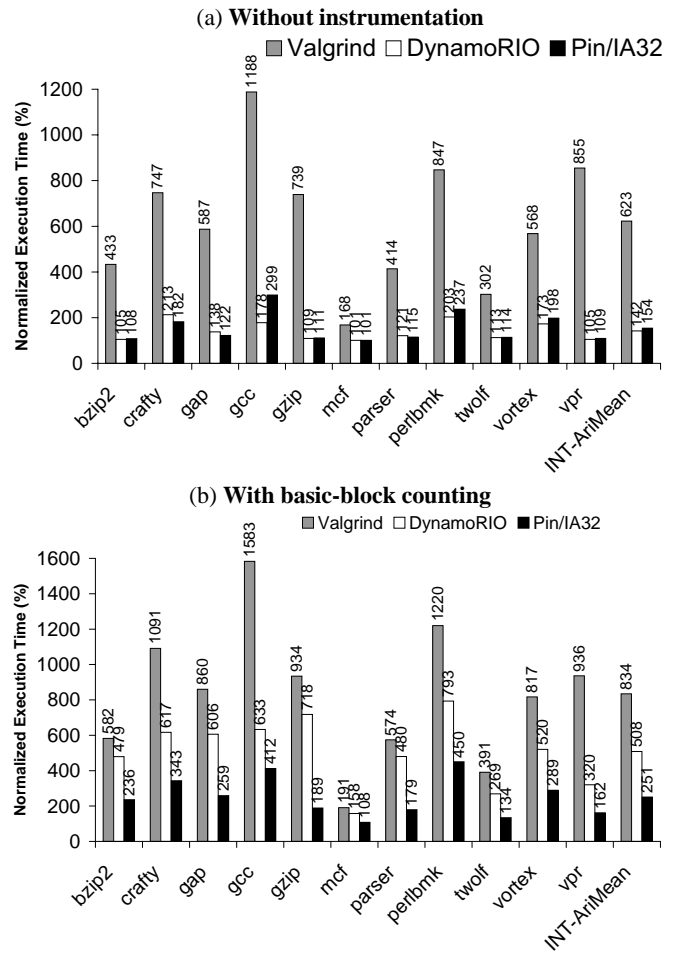 (a) Without instrumentation
Valgrind DynamoRIO Pin/IA32
Normalized Execution Time (%)
1200
1000
800
600
400
200
0
433 105 108
747 213 182
587 138 122
1188 178 299
739 109 111
168 101 101
414 121 115
847 203 237
302 113 114
568 173 198
855 105 109
623 142 154
bzip2 crafty gap gcc gzip mcf parser perlbmk twolf vortex vpr INT-AriMean
(b) With basic-block counting
Valgrind DynamoRIO Pin/IA32
Normalized Execution Time (%)
1600
1400
1200
1000
800
600
400
200
0
582 479 236
1091 617 343
860 606 259
1583 633 412
934 718 189
191 158 108
574 480 179
1220 793 450
391 269 134
817 520 289
936 320 162
834 508 251
bzip2 crafty gap gcc gzip mcf parser perlbmk twolf vortex vpr INT-AriMean